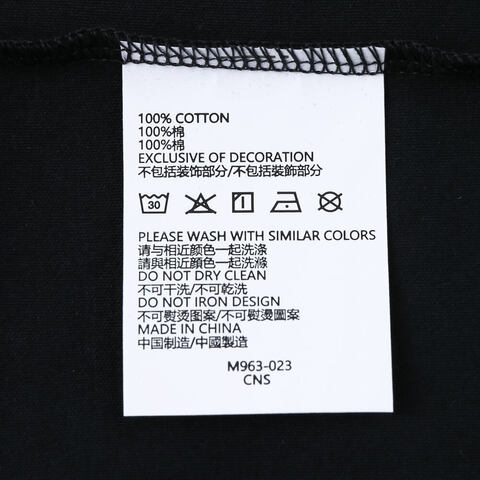 100% COTTON
100%棉
100%棉
EXCLUSIVE OF DECORATION
不包括装饰部分/不包括裝飾部分
30
PLEASE WASH WITH SIMILAR COLORS
请与相近颜色一起洗涤
請與相近顏色一起洗滌
DO NOT DRY CLEAN
不可干洗/不可乾洗
DO NOT IRON DESIGN
不可熨烫图案/不可熨燙圖案
MADE IN CHINA
中国制造/中國製造
M963-023
CNS